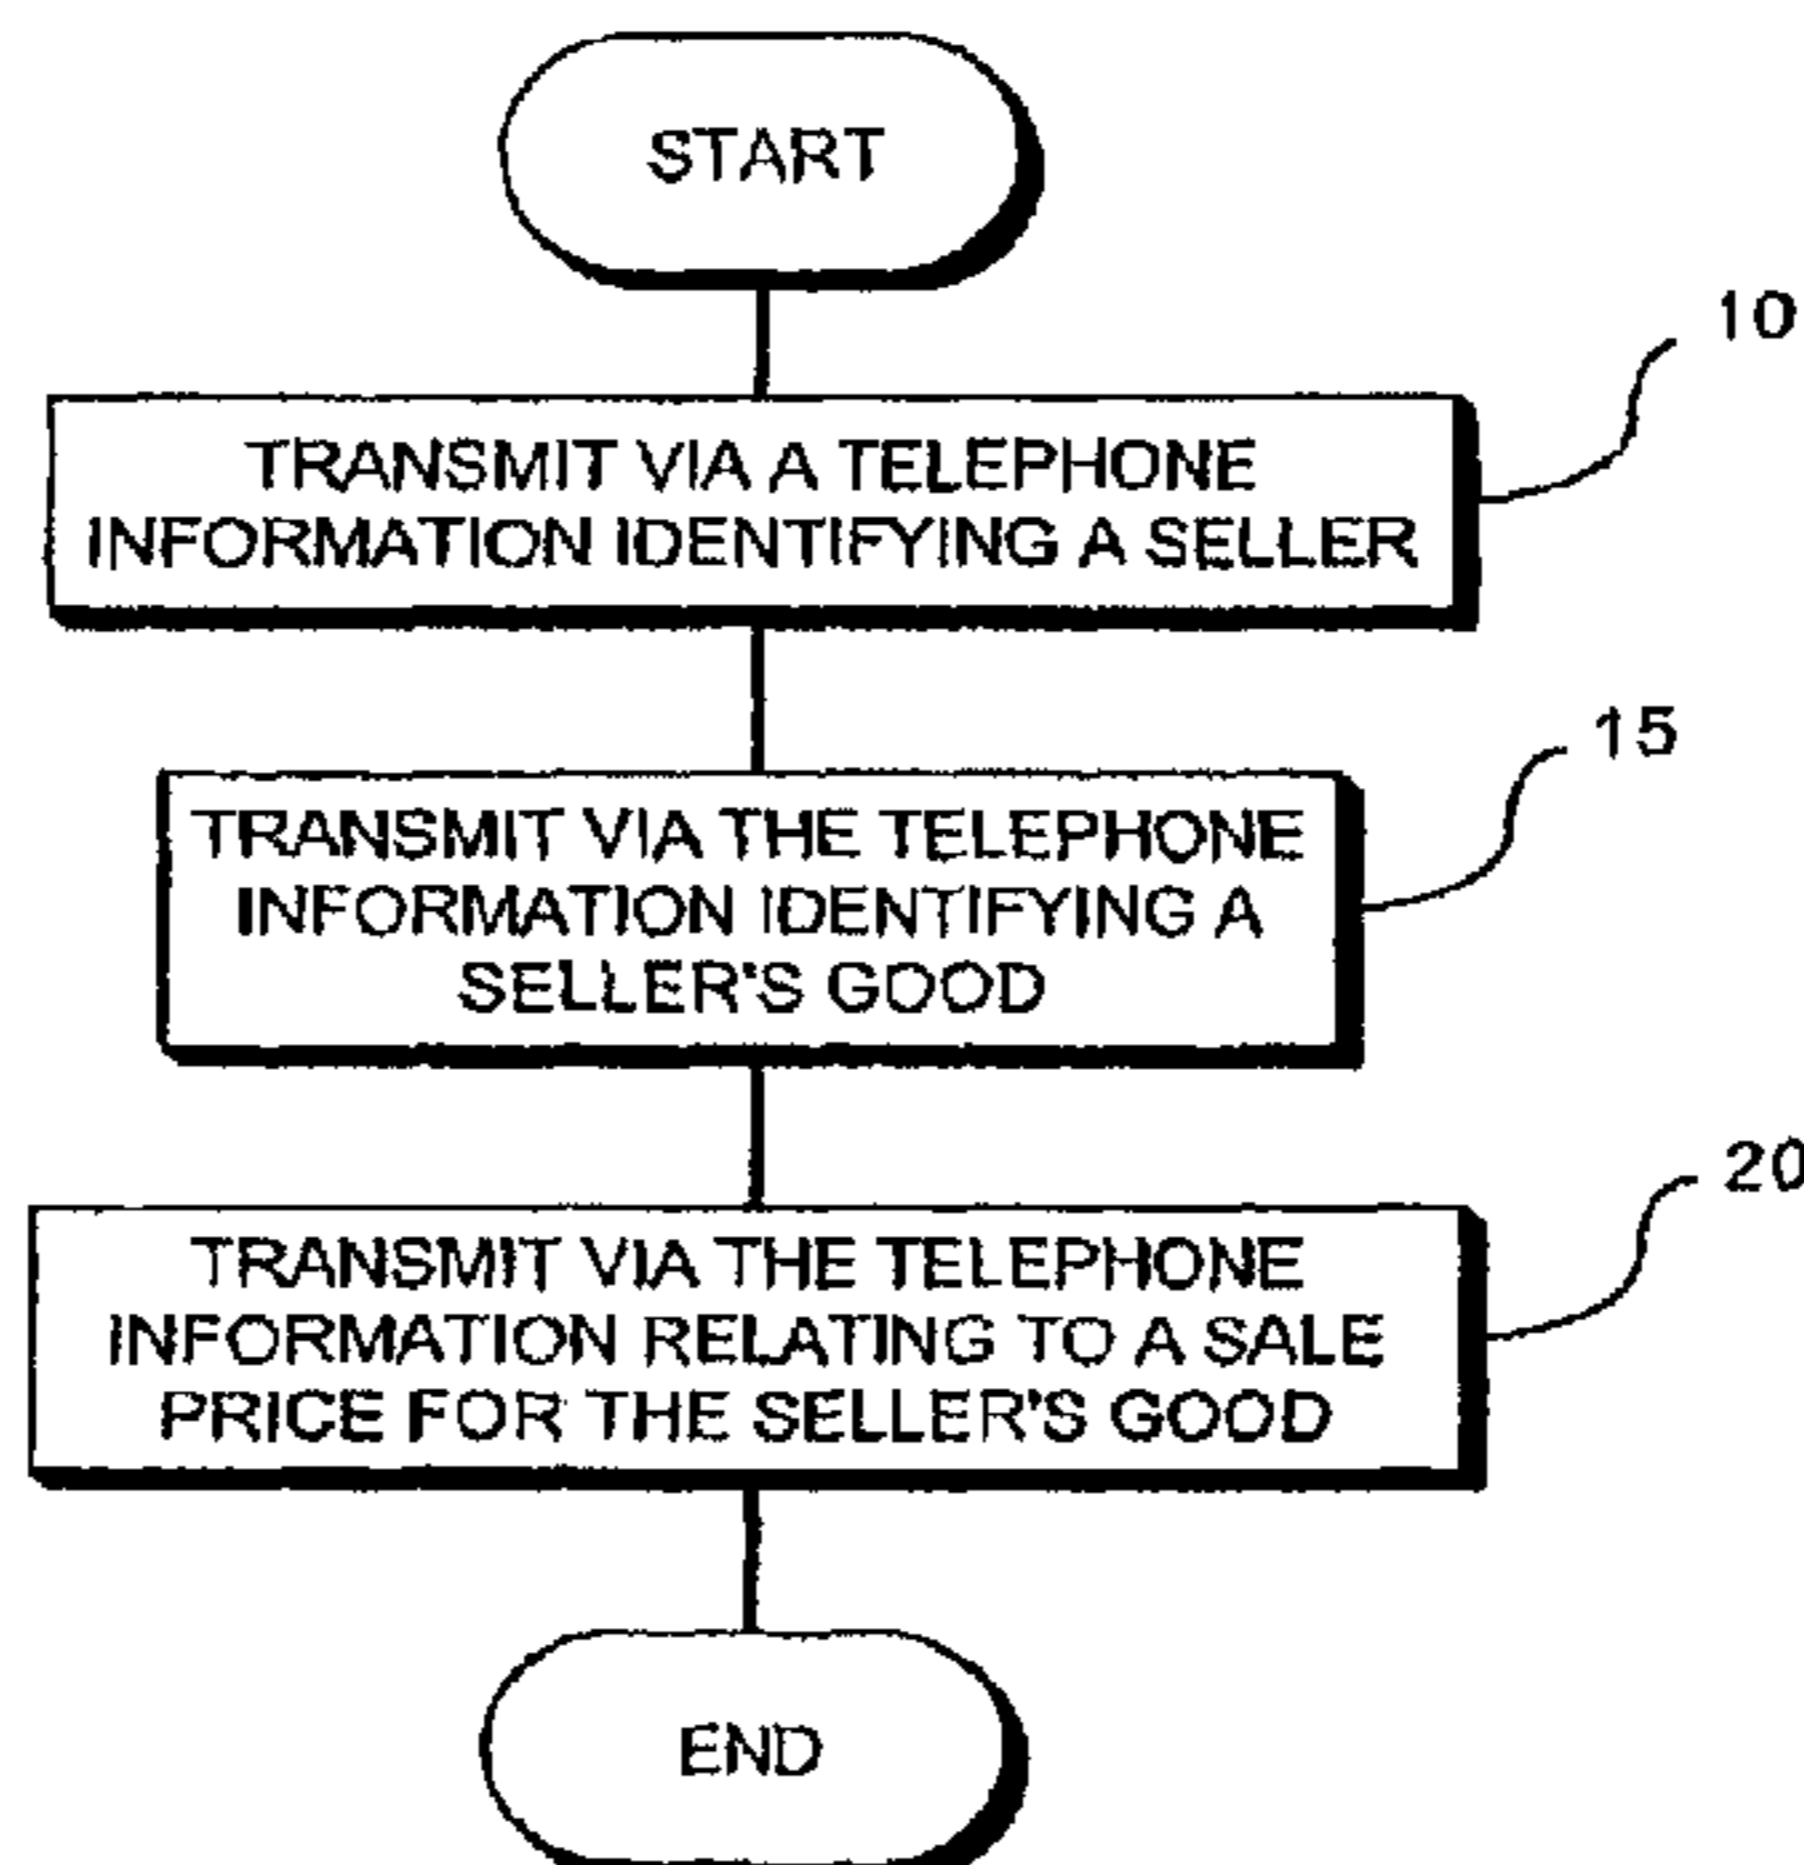 START
10
TRANSMIT VIA A TELEPHONE
INFORMATION IDENTIFYING A SELLER
15
TRANSMIT VIA THE TELEPHONE
INFORMATION IDENTIFYING A
SELLER'S GOOD
20
TRANSMIT VIA THE TELEPHONE
INFORMATION RELATING TO A SALE
PRICE FOR THE SELLER'S GOOD
END